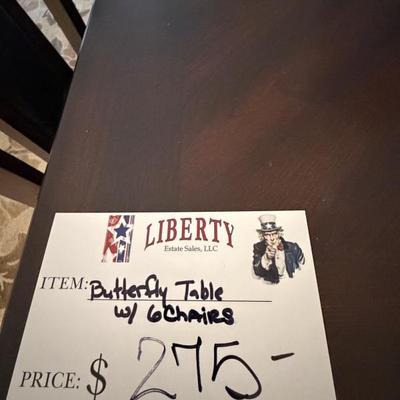 LIBERTY
Estate Sales, LLC
ITEM: Butterfly Table
w/ 6 CHAIRS
PRICE: $ 275-